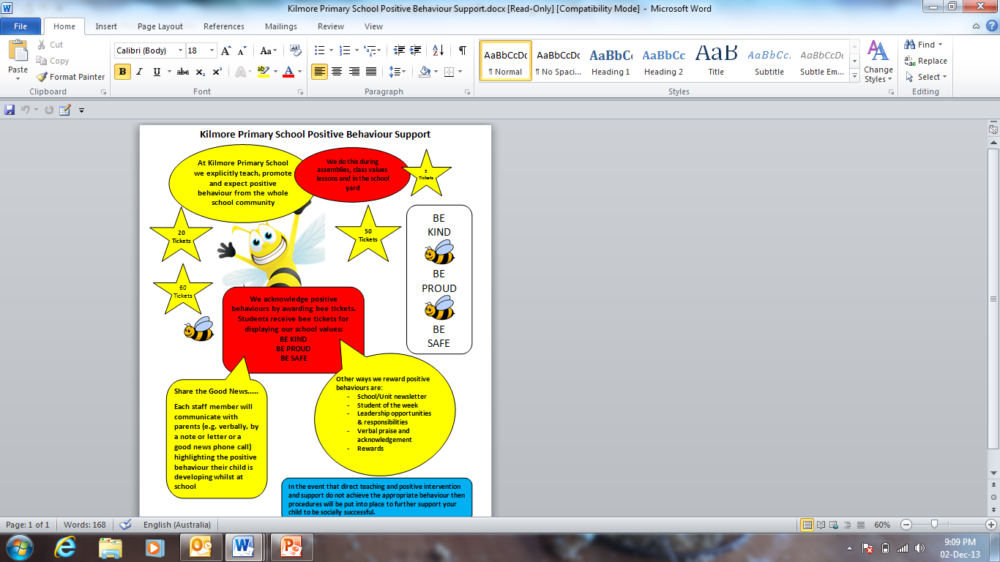 Kilmore Primary School Positive Behaviour Support.docx [Read-Only] [Compatibility Mode] - Microsoft Word
File Home Insert Page Layout References Mailings Review View
Paste
Cut
Copy
Format Painter
Clipboard
Calibri (Body) 18
Font
Paragraph
AaBbCcDc AaBbCcDc AaBbCc AaBbCc AaB AaBbCc. AaBbCcDc
¶ Normal ¶ No Spaci... Heading 1 Heading 2 Title Subtitle Subtle Em...
Styles
Change
Styles
Find
Replace
Select
Editing
Kilmore Primary School Positive Behaviour Support
At Kilmore Primary School
we explicitly teach, promote
and expect positive
behaviour from the whole
school community
We do this during
assemblies, class values
lessons and in the school
yard
5
Tickets
20
Tickets
50
Tickets
60
Tickets
BE
KIND
BE
PROUD
BE
SAFE
We acknowledge positive
behaviours by awarding bee tickets.
Students receive bee tickets for
displaying our school values:
BE KIND
BE PROUD
BE SAFE
Share the Good News.....
Each staff member will
communicate with
parents (e.g. verbally, by
a note or letter or a
good news phone call)
highlighting the positive
behaviour their child is
developing whilst at
school
Other ways we reward positive
behaviours are:
- School/Unit newsletter
- Student of the week
- Leadership opportunities
& responsibilities
- Verbal praise and
acknowledgement
- Rewards
In the event that direct teaching and positive intervention
and support do not achieve the appropriate behaviour then
procedures will be put into place to further support your
child to be socially successful.
Page: 1 of 1 Words: 168 English (Australia) 60%
9:09 PM
02-Dec-13